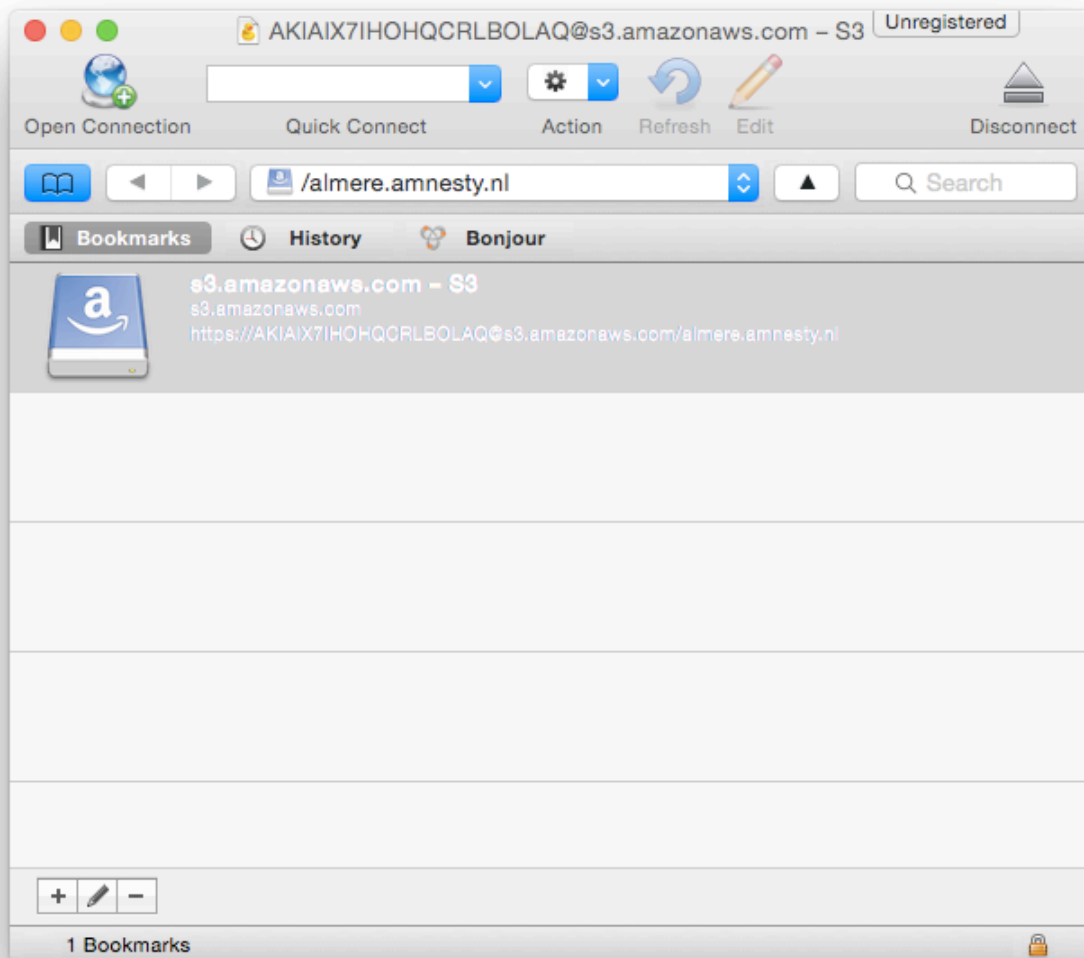 AKIAIX7IHOHQCRLBOLAQ@s3.amazonaws.com – S3 Unregistered
Open Connection Quick Connect Action Refresh Edit Disconnect
/almere.amnesty.nl Search
Bookmarks History Bonjour
s3.amazonaws.com – S3
s3.amazonaws.com
https://AKIAIX7IHOHQCRLBOLAQ@s3.amazonaws.com/almere.amnesty.nl
1 Bookmarks